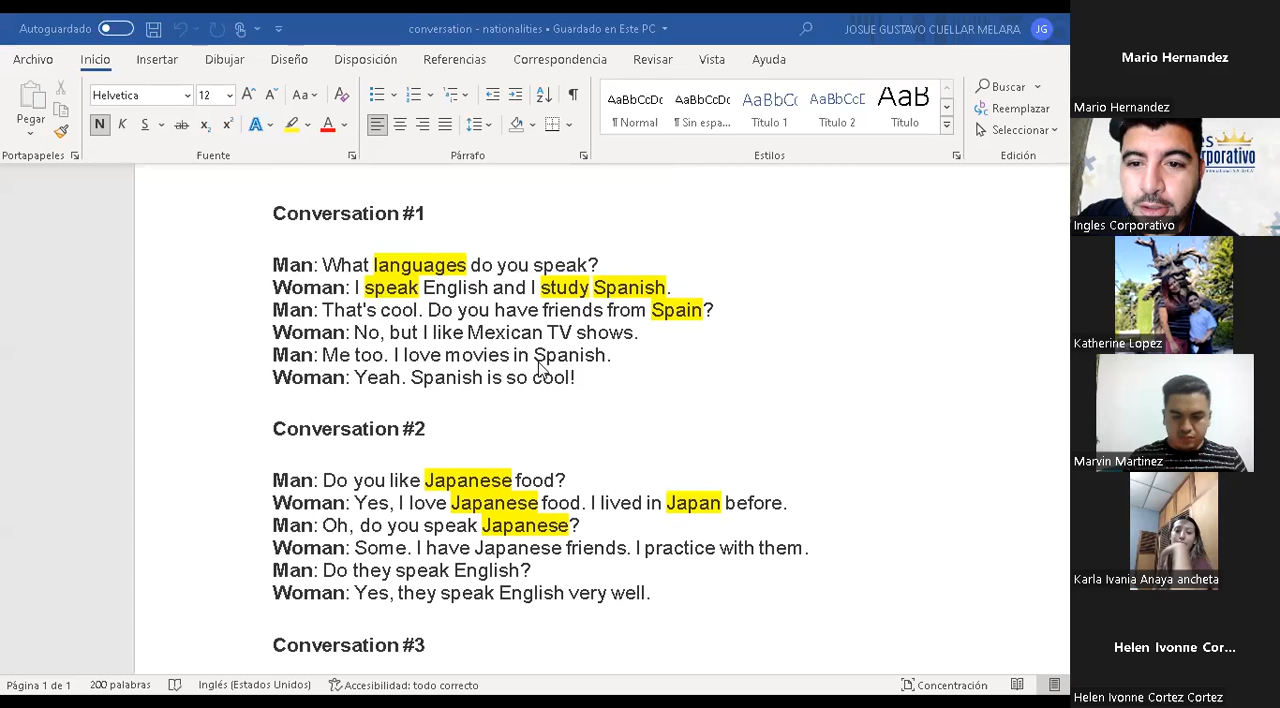 Autoguardado
conversation - nationalities • Guardado en Este PC
JOSUE GUSTAVO CUELLAR MELARA
JG
Archivo
Inicio
Insertar
Dibujar
Diseño
Disposición
Referencias
Correspondencia
Revisar
Vista
Ayuda
Pegar
Portapapeles
Helvetica
12
Aa
N K S ab x₂ x² A A
Fuente
Párrafo
AaBbCcDc
¶ Normal
AaBbCcDc
¶ Sin espa...
AaBbCc
Título 1
AaBbCcE
Título 2
AaB
Título
Estilos
Buscar
Reemplazar
Seleccionar
Edición
Conversation #1
Man: What languages do you speak?
Woman: I speak English and I study Spanish.
Man: That's cool. Do you have friends from Spain?
Woman: No, but I like Mexican TV shows.
Man: Me too. I love movies in Spanish.
Woman: Yeah. Spanish is so cool!
Conversation #2
Man: Do you like Japanese food?
Woman: Yes, I love Japanese food. I lived in Japan before.
Man: Oh, do you speak Japanese?
Woman: Some. I have Japanese friends. I practice with them.
Man: Do they speak English?
Woman: Yes, they speak English very well.
Conversation #3
Página 1 de 1
200 palabras
Inglés (Estados Unidos)
Accesibilidad: todo correcto
Concentración
Mario Hernandez
Mario Hernandez
orporativo
Ingles Corporativo
Katherine Lopez
Marvin Martinez
Karla Ivania Anaya ancheta
Helen Ivonne Cor...
Helen Ivonne Cortez Cortez